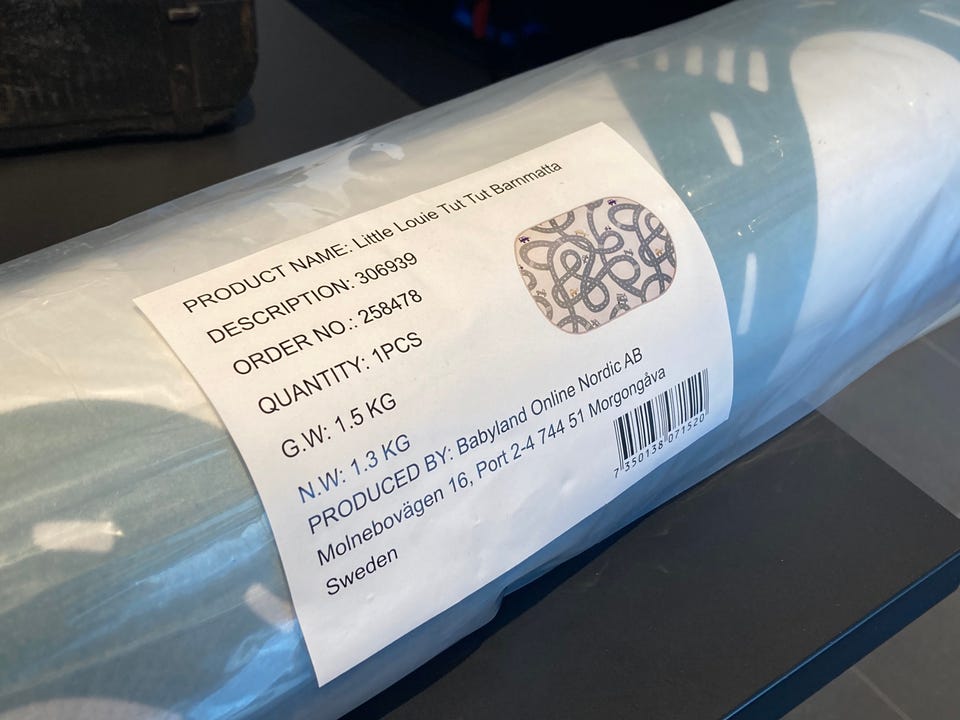 PRODUCT NAME: Little Louie Tut Tut Barnmatta
DESCRIPTION: 306939
ORDER NO.: 258478
QUANTITY: 1PCS
G.W: 1.5 KG
N.W: 1.3 KG
PRODUCED BY: Babyland Online Nordic AB
Molnebovägen 16, Port 2-4 744 51 Morgongåva
Sweden
7 350138 071520